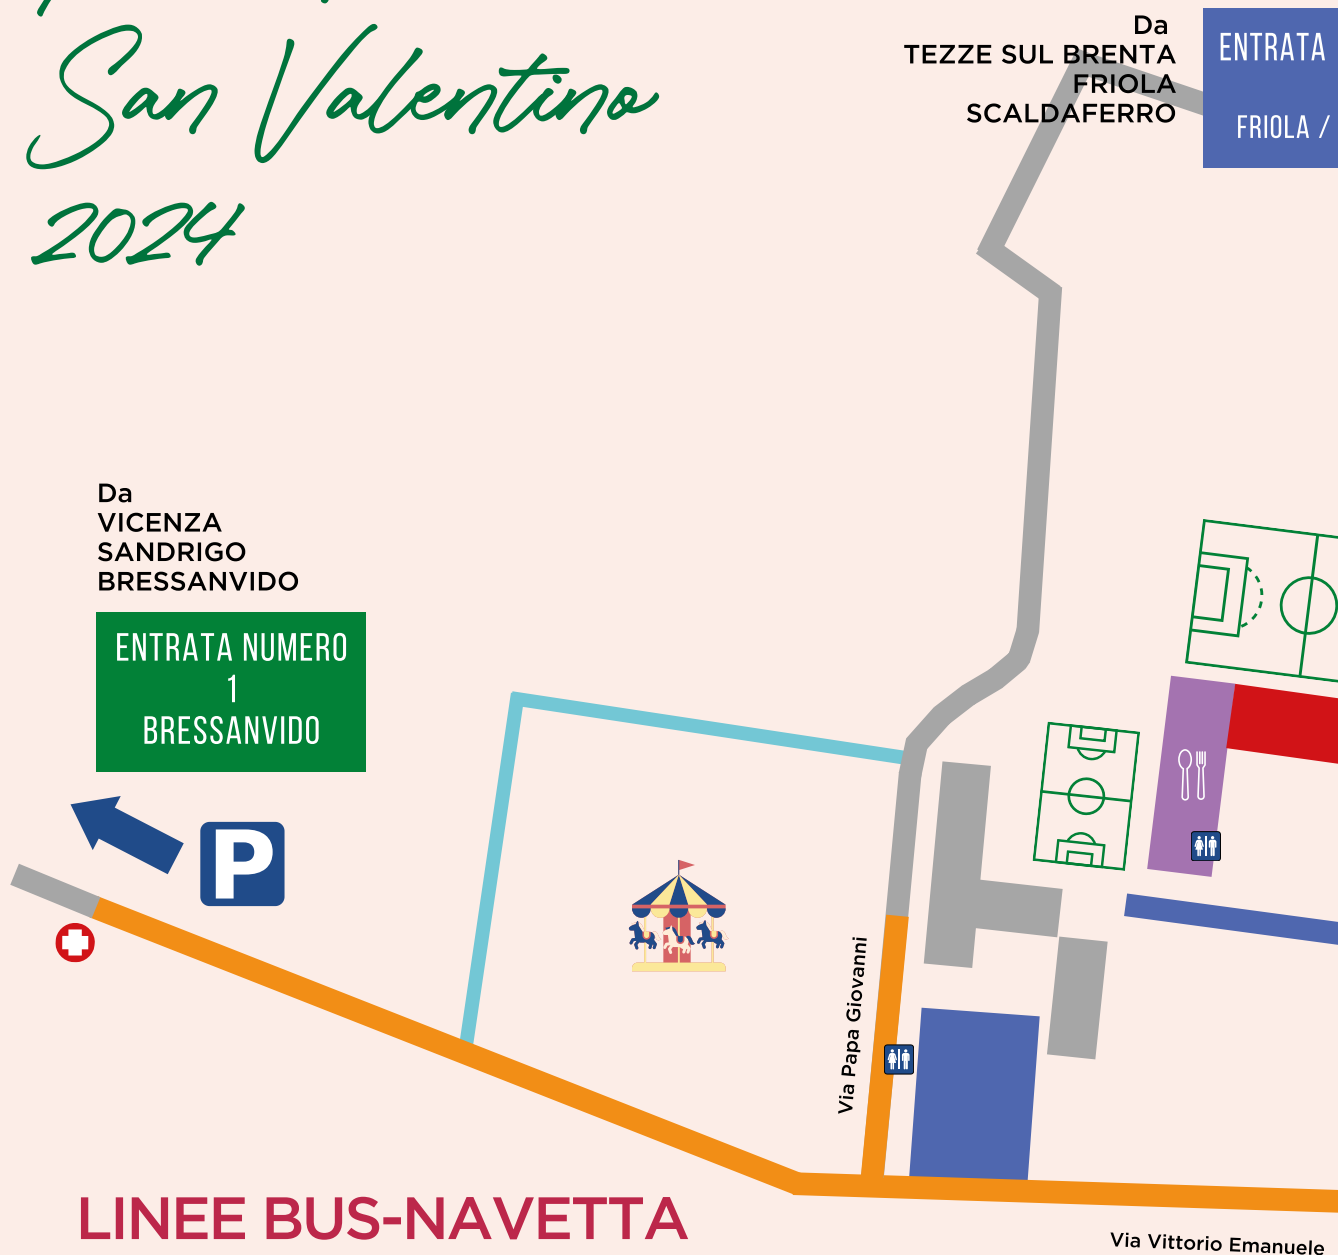 San Valentino
2024
Da
TEZZE SUL BRENTA
FRIOLA
SCALDAFERRO
ENTRATA
FRIOLA /
Da
VICENZA
SANDRIGO
BRESSANVIDO
ENTRATA NUMERO
1
BRESSANVIDO
P
Via Papa Giovanni
LINEE BUS-NAVETTA
Via Vittorio Emanuele